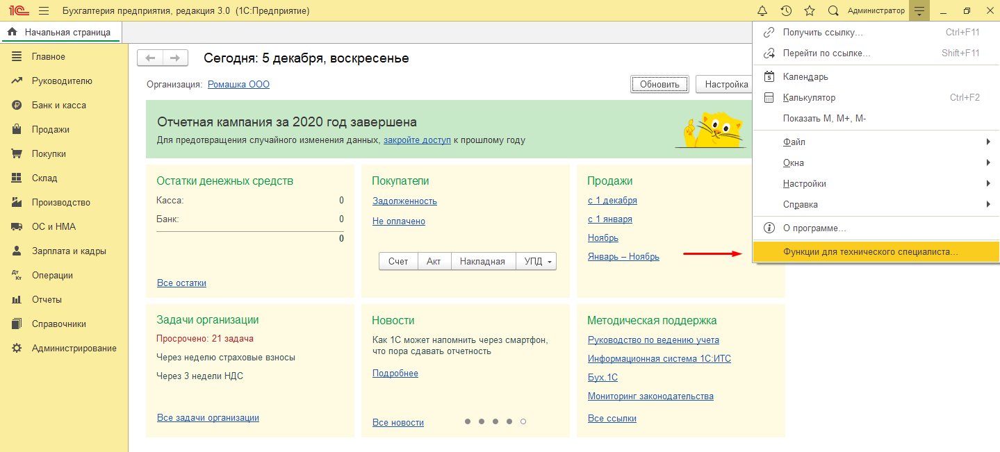 1С Бухгалтерия предприятия, редакция 3.0 (1С:Предприятие) Администратор
Начальная страница
Главное
Руководителю
Банк и касса
Продажи
Покупки
Склад
Производство
ОС и НМА
Зарплата и кадры
Дт Кт Операции
Отчеты
Справочники
Администрирование
Сегодня: 5 декабря, воскресенье
Организация: Ромашка ООО
Обновить Настройка
Отчетная кампания за 2020 год завершена
Для предотвращения случайного изменения данных, закройте доступ к прошлому году
Остатки денежных средств
Касса: 0
Банк: 0
0
Все остатки
Покупатели
Задолженность
Не оплачено
Счет Акт Накладная УПД
Продажи
с 1 декабря
с 1 января
Ноябрь
Январь – Ноябрь
Задачи организации
Просрочено: 21 задача
Через неделю страховые взносы
Через 3 недели НДС
Все задачи организации
Новости
Как 1С может напомнить через смартфон,
что пора сдавать отчетность
Подробнее
Все новости
Методическая поддержка
Руководство по ведению учета
Информационная система 1С:ИТС
Бух.1С
Мониторинг законодательства
Все ссылки
Получить ссылку... Ctrl+F11
Перейти по ссылке... Shift+F11
5 Календарь
Калькулятор Ctrl+F2
Показать М, М+, М-
Файл
Окна
Настройки
Справка
О программе...
Функции для технического специалиста...